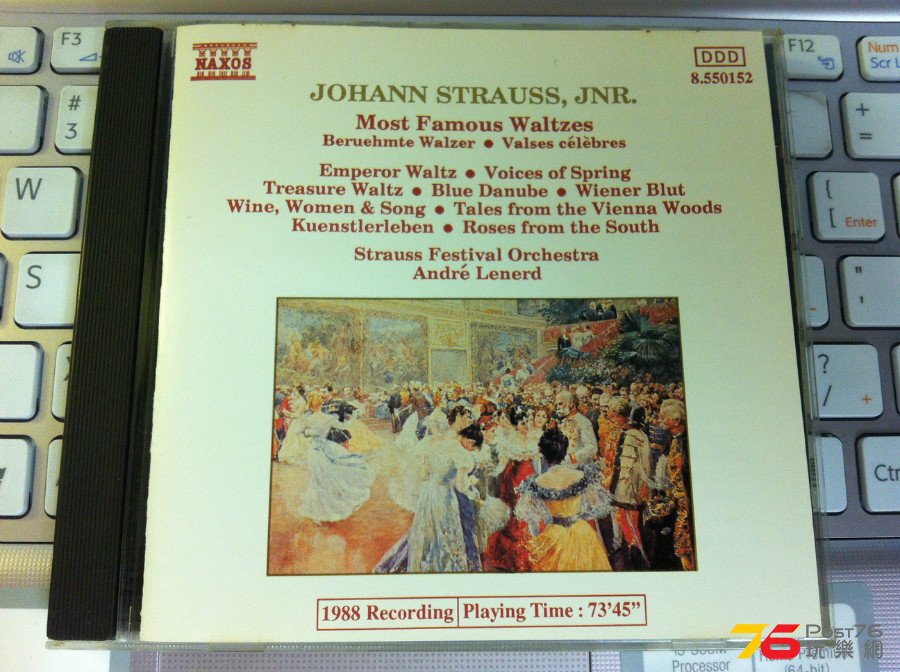 NAXOS
DDD
8.550152
JOHANN STRAUSS, JNR.
Most Famous Waltzes
Beruehmte Walzer • Valses célèbres
Emperor Waltz • Voices of Spring
Treasure Waltz • Blue Danube • Wiener Blut
Wine, Women & Song • Tales from the Vienna Woods
Kuenstlerleben • Roses from the South
Strauss Festival Orchestra
André Lenerd
1988 Recording
Playing Time : 73'45"
F3
#
3
W
S
F12
Num
Scr L
+
=
{
[
Enter
"
'
?
/
+
Ctr
76
Post76
玩樂網
Processor
(64-bit)